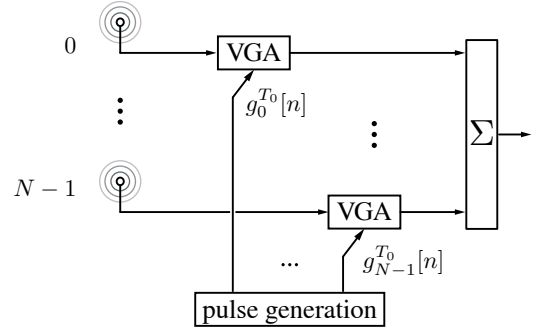 0
VGA
g_0^{T_0}[n]
⋮
⋮
Σ
N − 1
VGA
...
g_{N−1}^{T_0}[n]
pulse generation